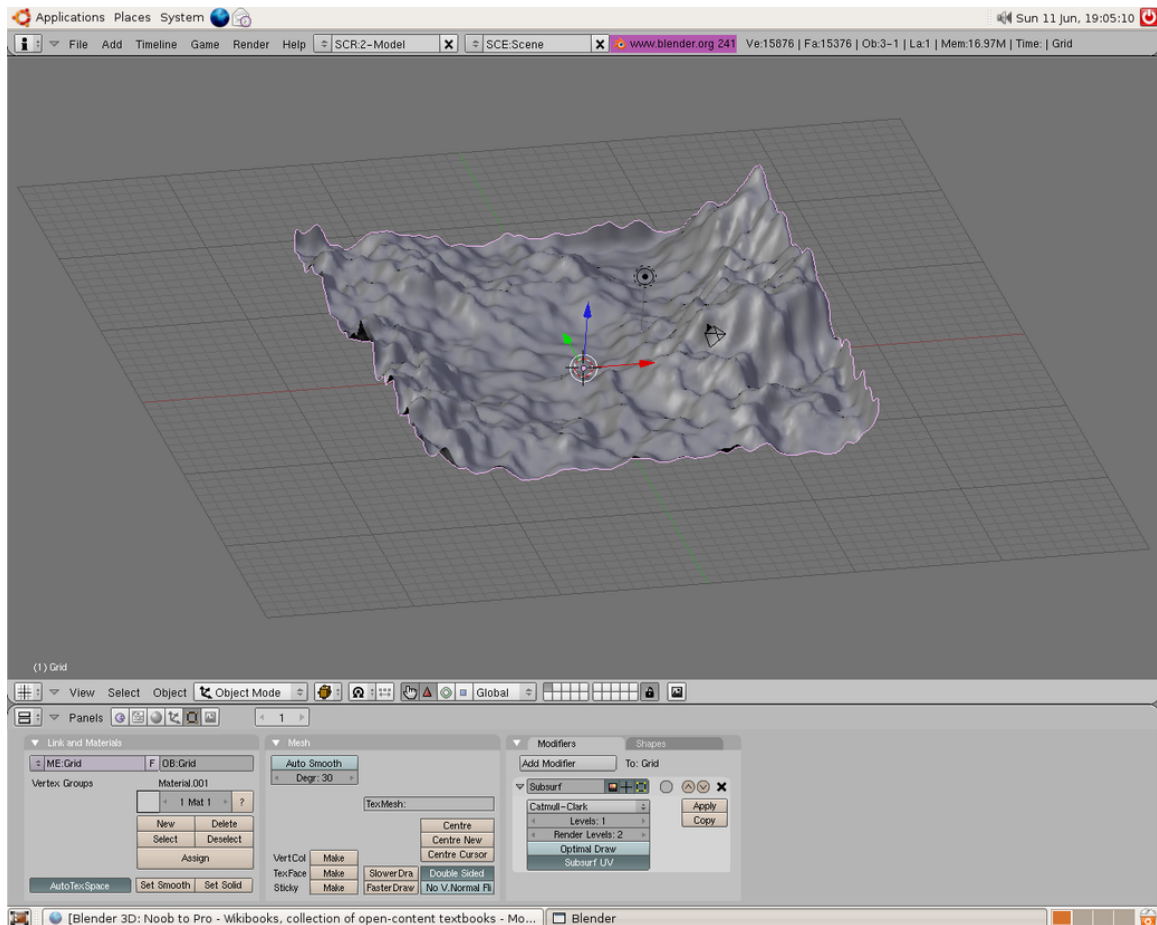 Applications Places System Sun 11 Jun, 19:05:10
File Add Timeline Game Render Help SCR:2-Model X SCE:Scene X www.blender.org 241 Ve:15876 | Fa:15376 | Ob:3-1 | La:1 | Mem:16.97M | Time: | Grid
(1) Grid
View Select Object Object Mode Global
Panels 1
Link and Materials Mesh Modifiers Shapes
ME:Grid F OB:Grid Auto Smooth Add Modifier To: Grid
Vertex Groups Material.001 Degr: 30 Subsurf
1 Mat 1 ? TexMesh: Catmull-Clark Apply
New Delete Centre Levels: 1 Copy
Select Deselect Centre New Render Levels: 2
Assign VertCol Make Centre Cursor Optimal Draw
TexFace Make SlowerDra Double Sided Subsurf UV
AutoTexSpace Set Smooth Set Solid Sticky Make FasterDraw No V.Normal Fli
[Blender 3D: Noob to Pro - Wikibooks, collection of open-content textbooks - Mo... Blender